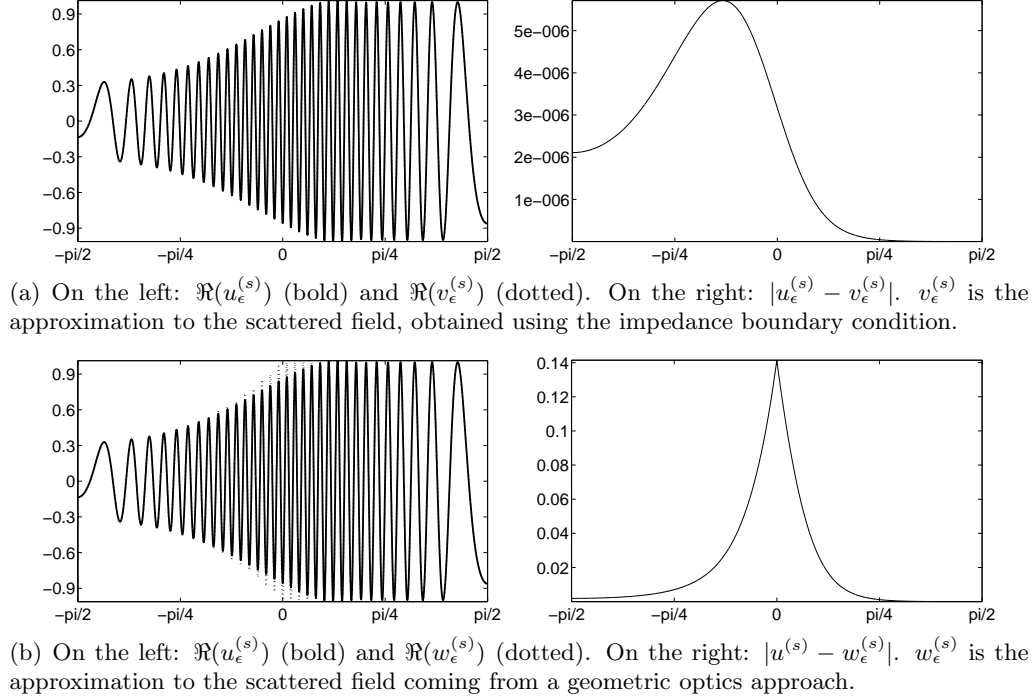 0.9
0.6
0.3
0
−0.3
−0.6
−0.9
−pi/2 −pi/4 0 pi/4 pi/2
5e−006
4e−006
3e−006
2e−006
1e−006
−pi/2 −pi/4 0 pi/4 pi/2
(a) On the left: ℜ(u_ϵ^{(s)}) (bold) and ℜ(v_ϵ^{(s)}) (dotted). On the right: |u_ϵ^{(s)} − v_ϵ^{(s)}|. v_ϵ^{(s)} is the
approximation to the scattered field, obtained using the impedance boundary condition.
0.9
0.6
0.3
0
−0.3
−0.6
−0.9
−pi/2 −pi/4 0 pi/4 pi/2
0.14
0.12
0.1
0.08
0.06
0.04
0.02
−pi/2 −pi/4 0 pi/4 pi/2
(b) On the left: ℜ(u_ϵ^{(s)}) (bold) and ℜ(w_ϵ^{(s)}) (dotted). On the right: |u^{(s)} − w_ϵ^{(s)}|. w_ϵ^{(s)} is the
approximation to the scattered field coming from a geometric optics approach.